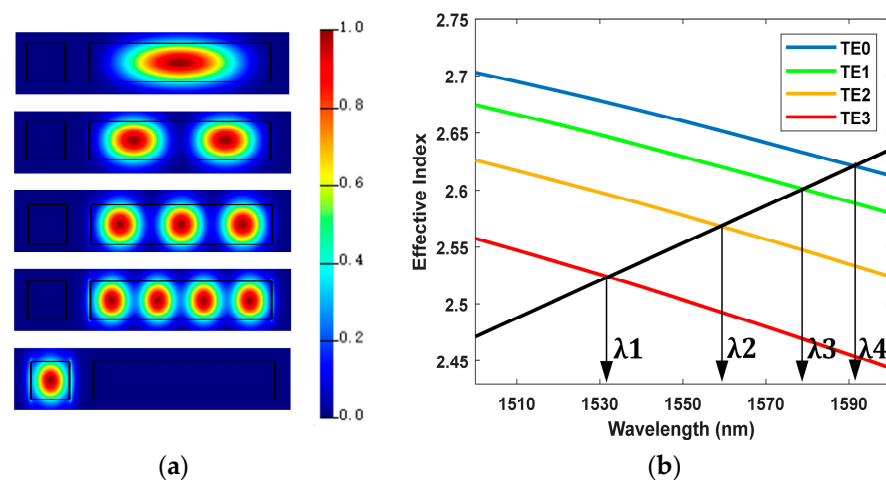 1.0
0.8
0.6
0.4
0.2
0.0
(a)
2.75
2.7
2.65
2.6
2.55
2.5
2.45
Effective Index
TE0
TE1
TE2
TE3
λ1
λ2
λ3
λ4
1510
1530
1550
1570
1590
Wavelength (nm)
(b)